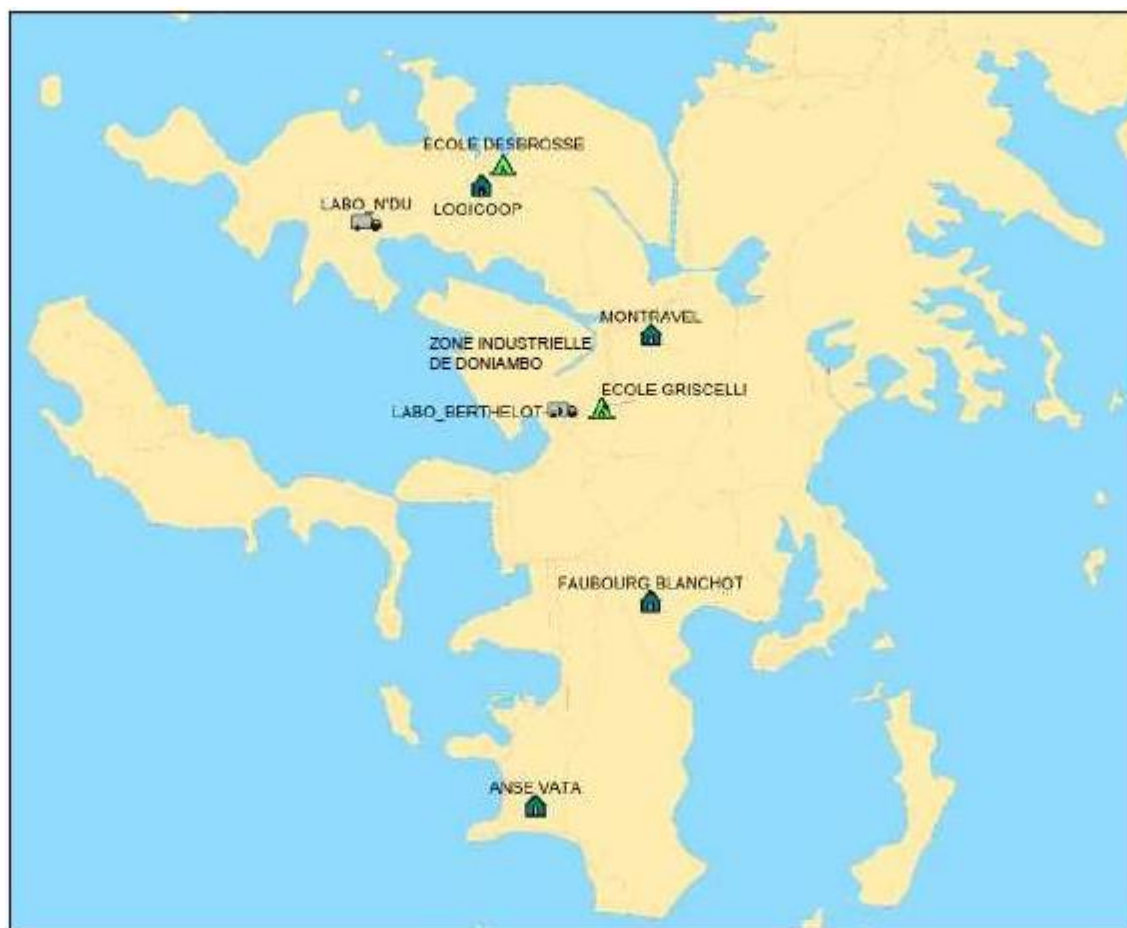 ECOLE DESBROSSE
LABO_N'DU
LOGICOOP
MONTRAVEL
ZONE INDUSTRIELLE
DE DONIAMBO
ECOLE GRISCELLI
LABO_BERTHELOT
FAUBOURG BLANCHOT
ANSE VATA